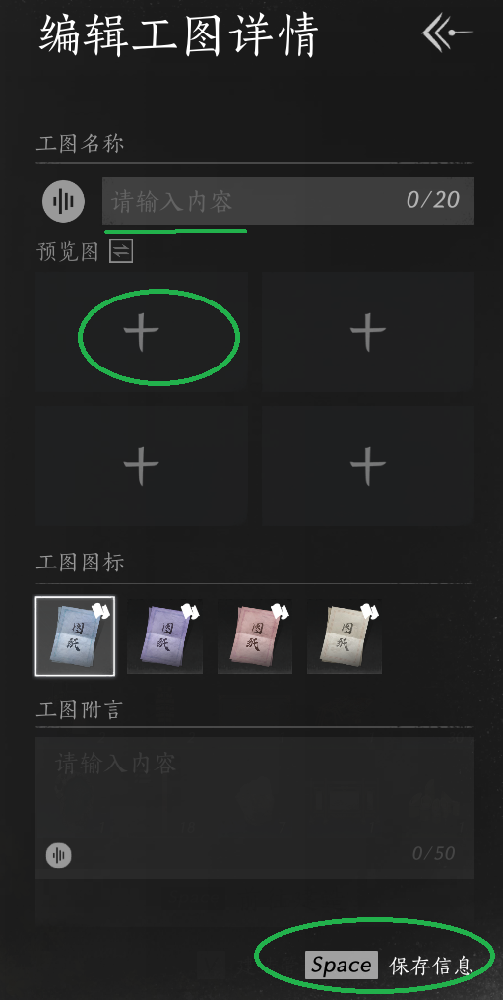 编辑工图详情
工图名称
请输入内容 0/20
预览图
工图图标
图纸 图纸 图纸 图纸
工图附言
请输入内容
0/50
Space 保存信息